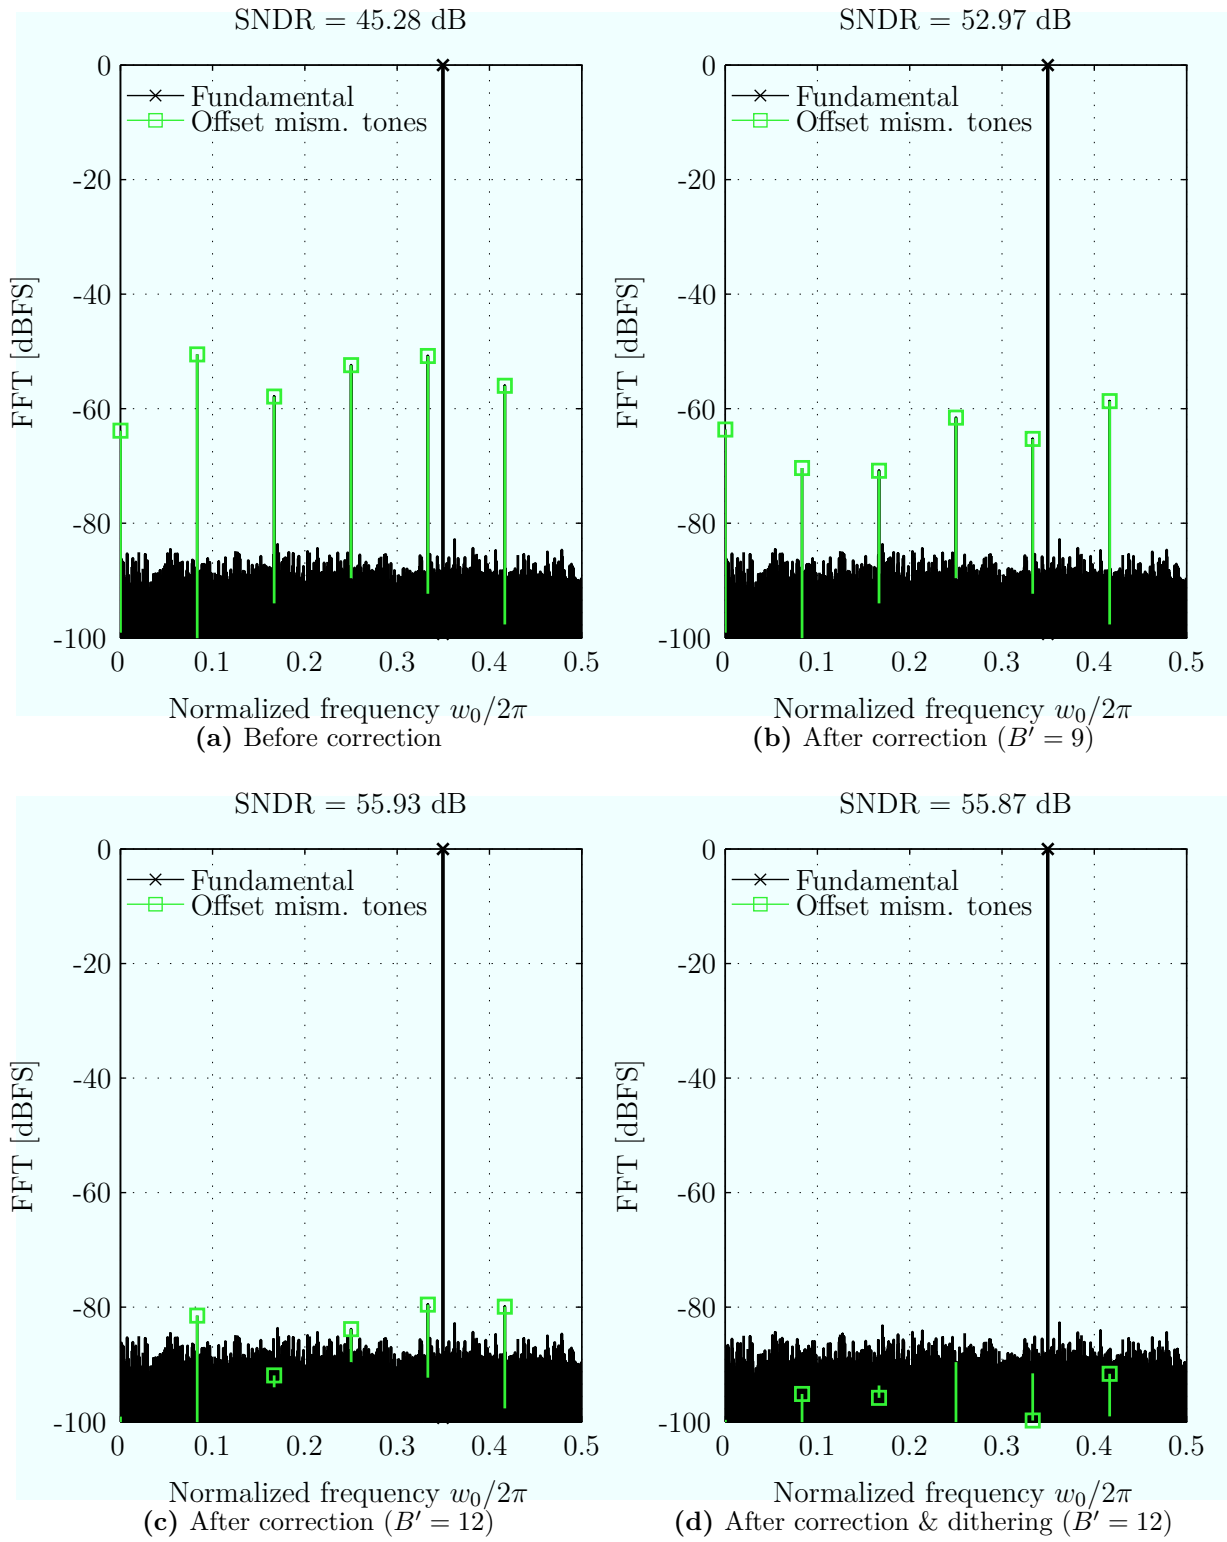 SNDR = 45.28 dB
0
-20
-40
-60
-80
-100
FFT [dBFS]
Fundamental
Offset mism. tones
0 0.1 0.2 0.3 0.4 0.5
Normalized frequency w₀/2π
(a) Before correction
SNDR = 52.97 dB
0
-20
-40
-60
-80
-100
FFT [dBFS]
Fundamental
Offset mism. tones
0 0.1 0.2 0.3 0.4 0.5
Normalized frequency w₀/2π
(b) After correction (B′ = 9)
SNDR = 55.93 dB
0
-20
-40
-60
-80
-100
FFT [dBFS]
Fundamental
Offset mism. tones
0 0.1 0.2 0.3 0.4 0.5
Normalized frequency w₀/2π
(c) After correction (B′ = 12)
SNDR = 55.87 dB
0
-20
-40
-60
-80
-100
FFT [dBFS]
Fundamental
Offset mism. tones
0 0.1 0.2 0.3 0.4 0.5
Normalized frequency w₀/2π
(d) After correction & dithering (B′ = 12)